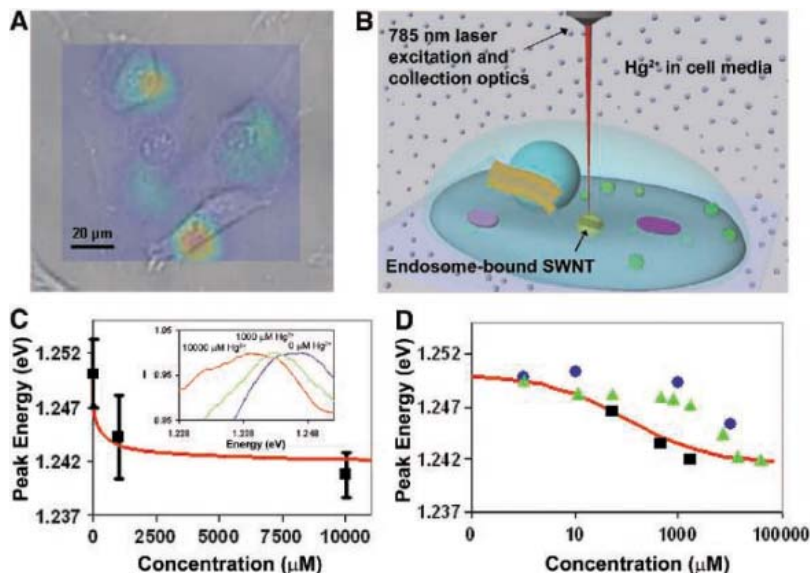 A
20 μm
B
785 nm laser
excitation and
collection optics
Hg²⁺ in cell media
Endosome-bound SWNT
C
Peak Energy (eV)
1.252
1.247
1.242
1.237
0
2500
5000
7500
10000
Concentration (μM)
1.05
0.95
0.95
I
10000 μM Hg²⁺
1000 μM Hg²⁺
0 μM Hg²⁺
1.228
1.238
1.248
Energy (eV)
D
Peak Energy (eV)
1.252
1.247
1.242
1.237
0
10
1000
100000
Concentration (μM)